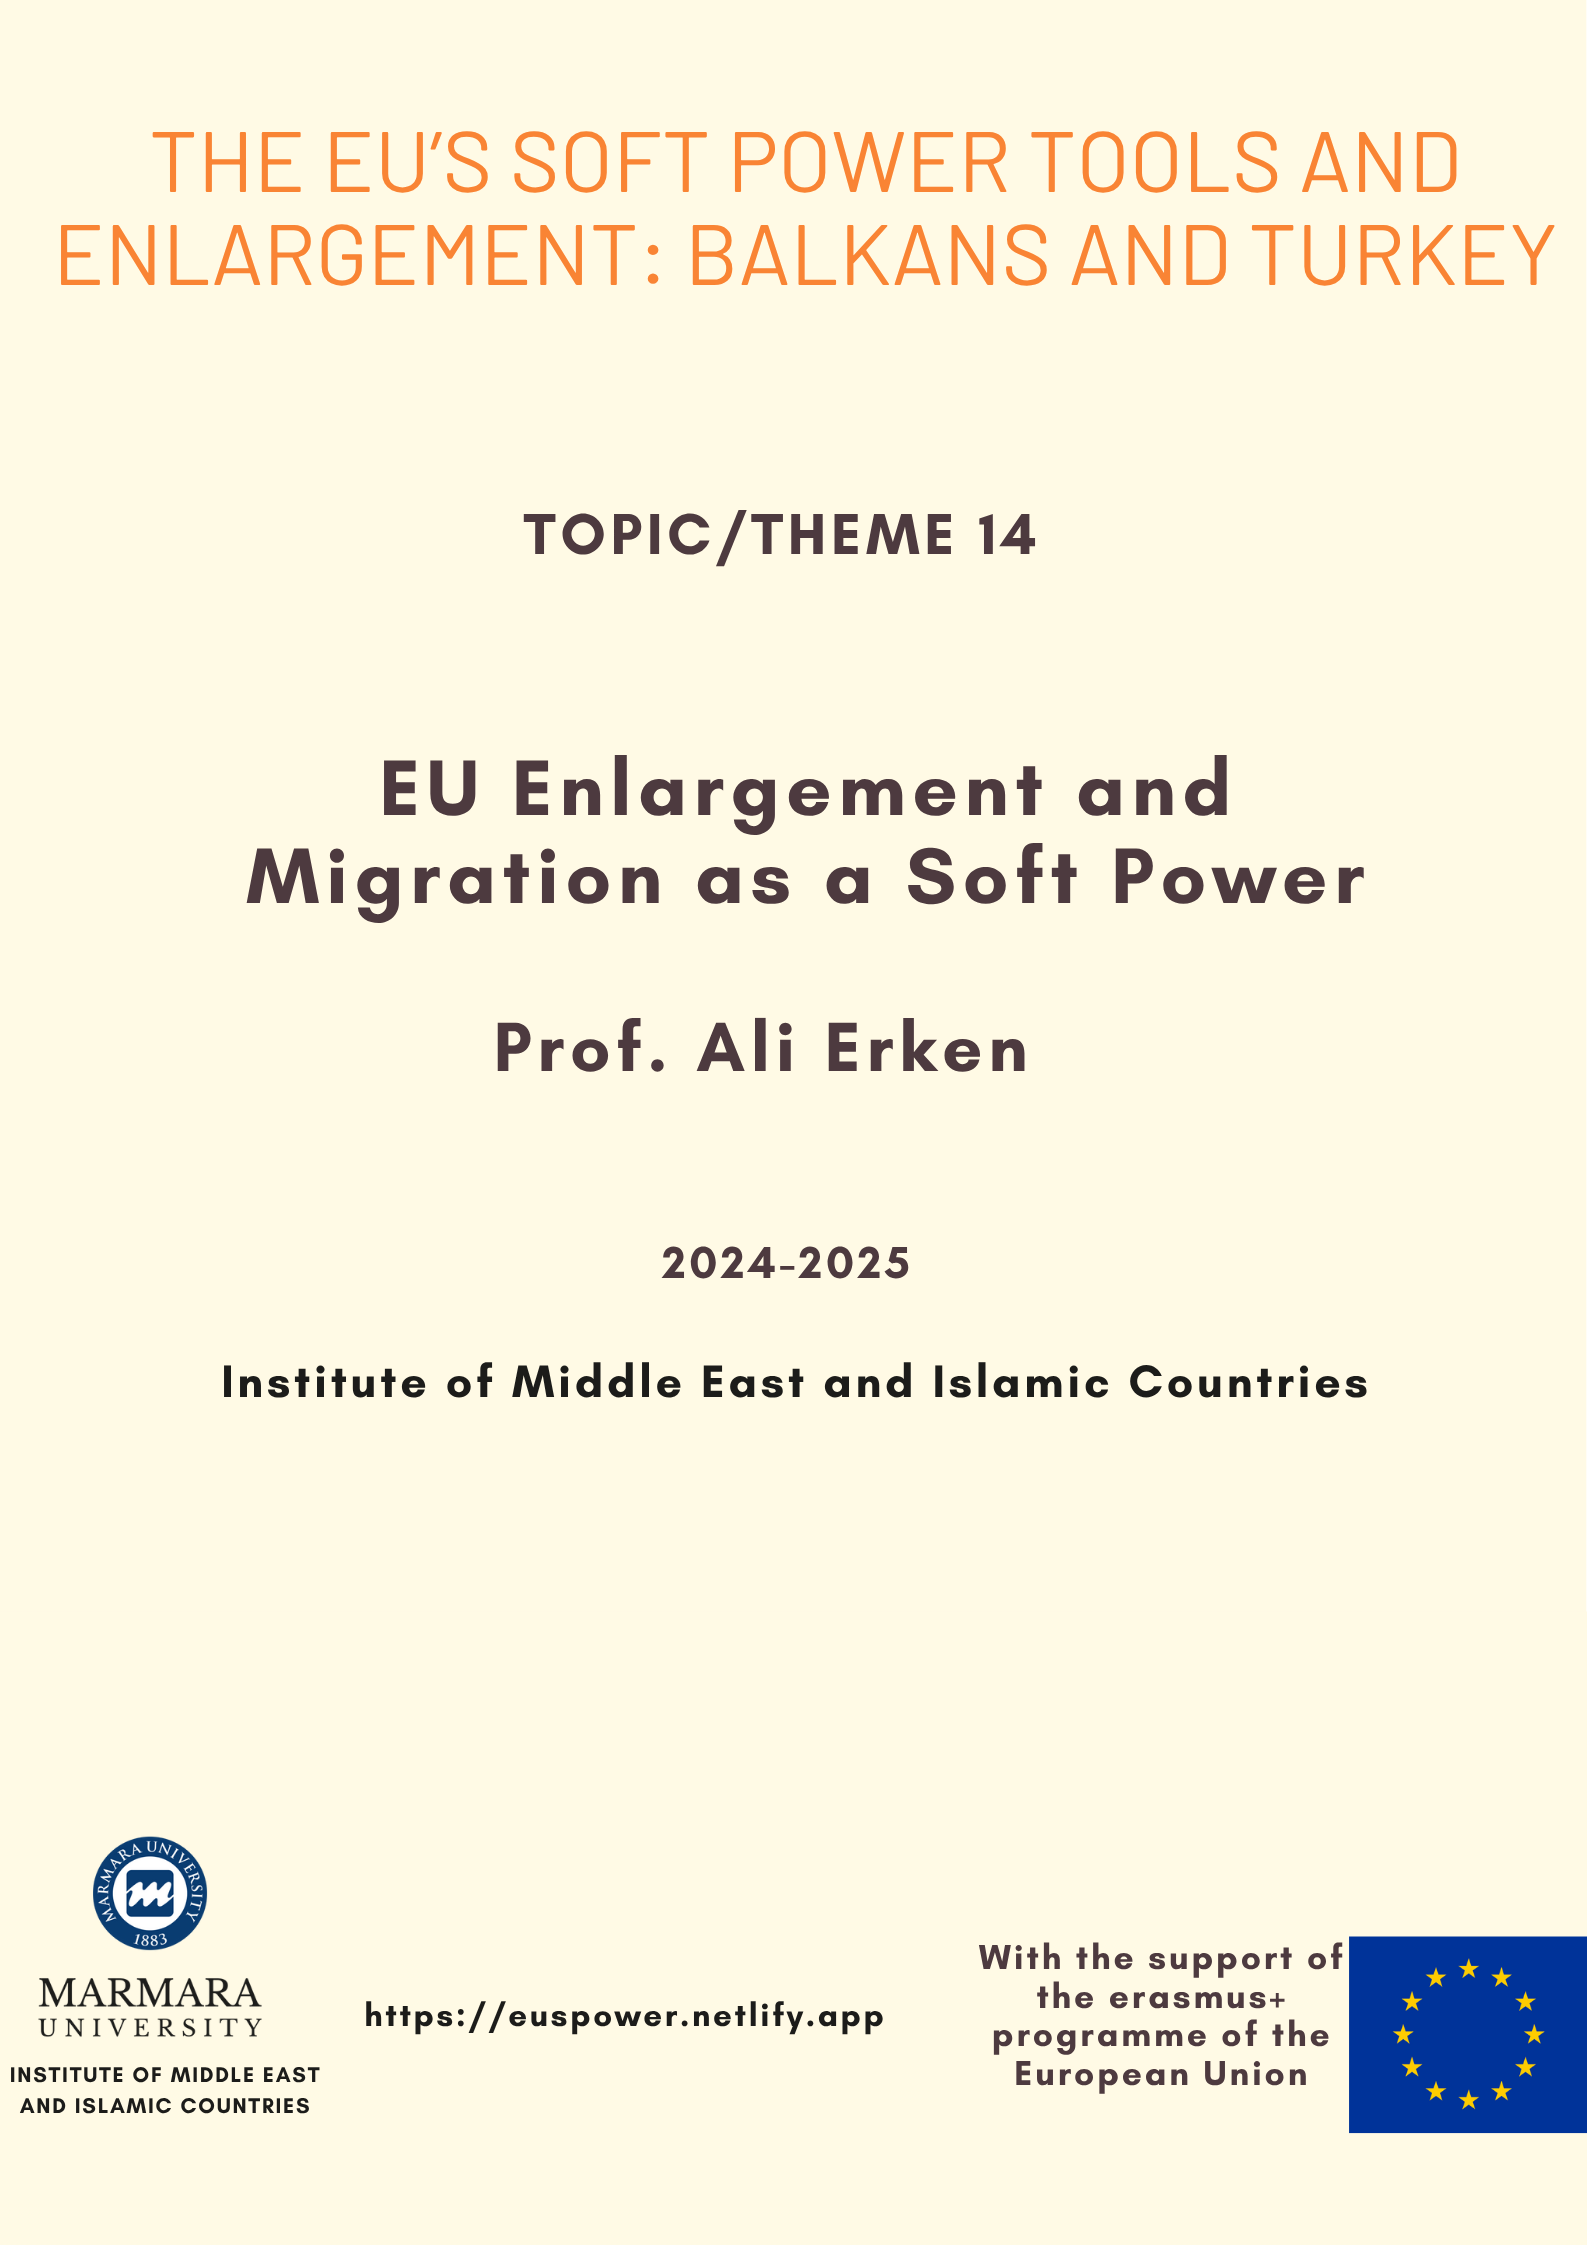 THE EU’S SOFT POWER TOOLS AND
ENLARGEMENT: BALKANS AND TURKEY
TOPIC/THEME 14
EU Enlargement and
Migration as a Soft Power
Prof. Ali Erken
2024-2025
Institute of Middle East and Islamic Countries
MARMARA UNIVERSITY
1883
MARMARA
UNIVERSITY
INSTITUTE OF MIDDLE EAST
AND ISLAMIC COUNTRIES
https://euspower.netlify.app
With the support of
the erasmus+
programme of the
European Union